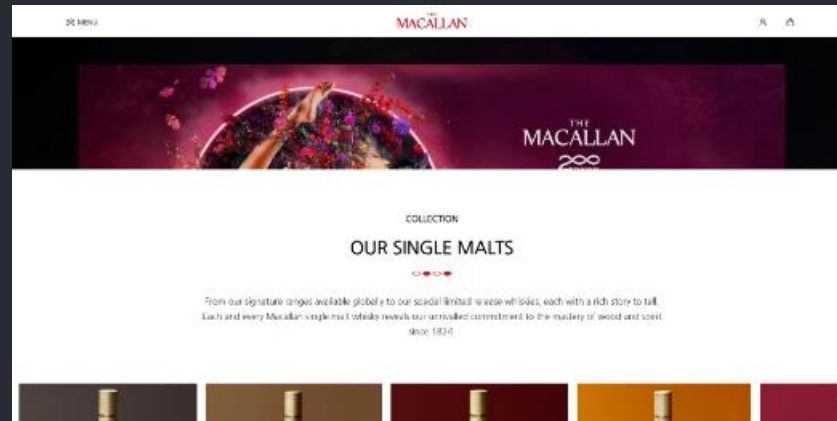 MENU
THE
MACALLAN
THE
MACALLAN
200
COLLECTION
OUR SINGLE MALTS
From our signature ranges available globally to our special limited release whiskies, each with a rich story to tell.
Each and every Macallan single malt whisky reveals our unrivalled commitment to the mastery of wood and spirit
since 1824.